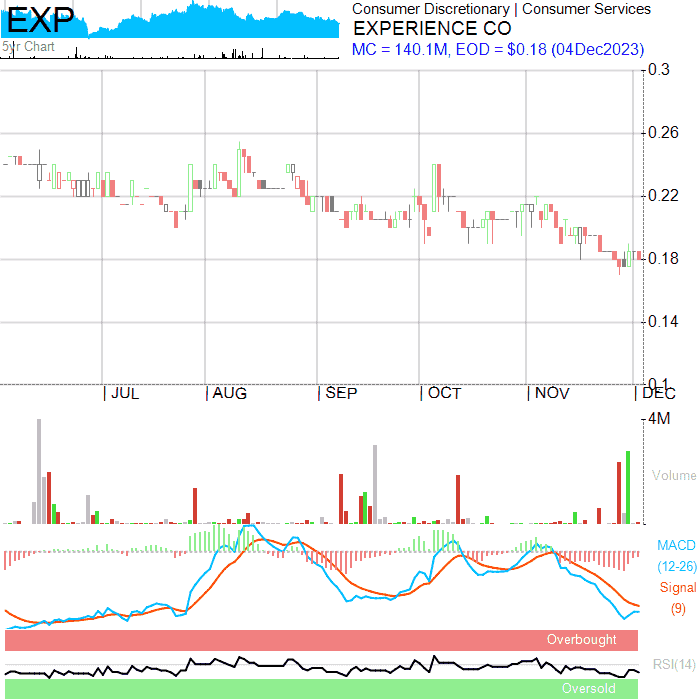 EXP
5yr Chart
Consumer Discretionary | Consumer Services
EXPERIENCE CO
MC = 140.1M, EOD = $0.18 (04Dec2023)
0.3
0.26
0.22
0.18
0.14
0.1
JUL
AUG
SEP
OCT
NOV
DEC
4M
Volume
MACD
(12-26)
Signal
(9)
Overbought
RSI(14)
Oversold